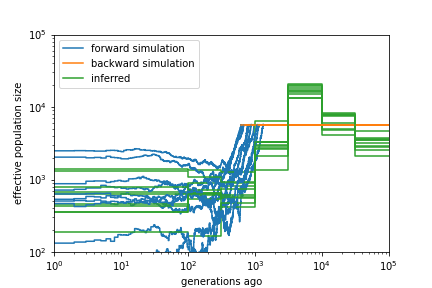 10^5
10^4
10^3
10^2
effective population size
forward simulation
backward simulation
inferred
10^0 10^1 10^2 10^3 10^4 10^5
generations ago